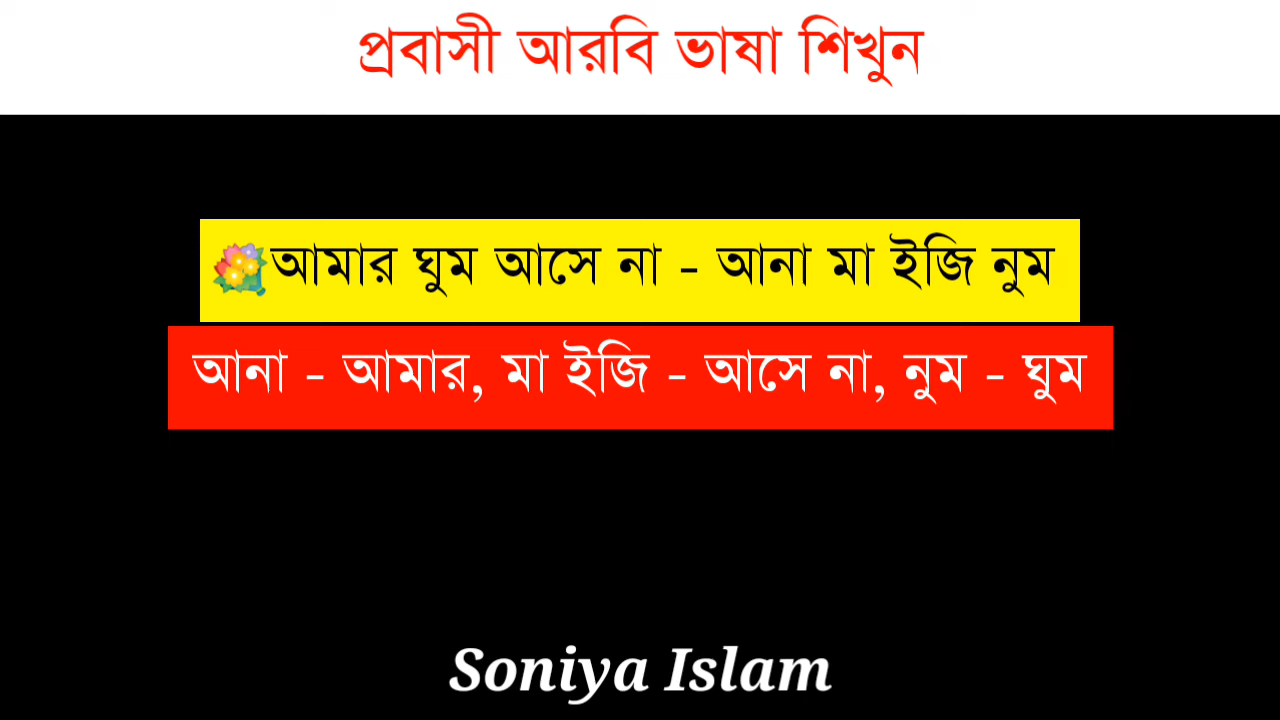 প্রবাসী আরবি ভাষা শিখুন
💐আমার ঘুম আসে না - আনা মা ইজি নুম
আনা - আমার, মা ইজি - আসে না, নুম - ঘুম
Soniya Islam